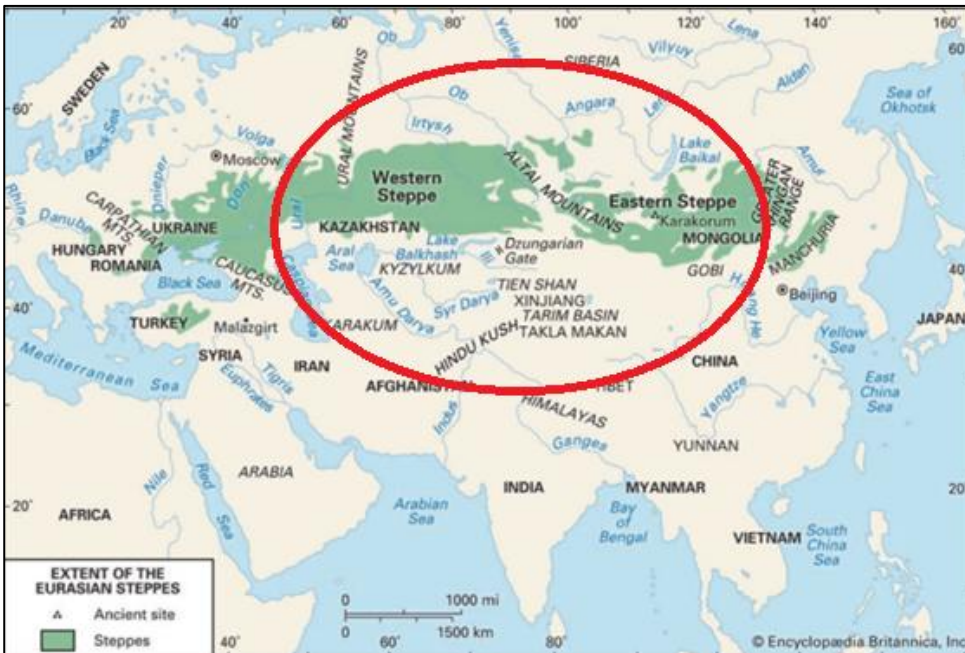 20°
40°
60°
80°
100°
120°
140°
160°
Ob
Yenisey
Lena
Vilyuy
SIBERIA
60°
SWEDEN
Aldan
Ob
Angara
Lena
Sea of
Okhotsk
60°
Black Sea
Volga
URAL MOUNTAINS
Irtysh
Moscow
Lake
Baikal
Amur
Dnieper
Don
Western
Steppe
ALTAI MOUNTAINS
Eastern Steppe
GREATER
KHINGAN
RANGE
Rhine
Ural
Karakorum
CARPATHIAN
MTS.
UKRAINE
KAZAKHSTAN
MONGOLIA
MANCHURIA
Danube
HUNGARY
ROMANIA
Aral
Sea
Lake
Balkhash
Ili
Dzungarian
Gate
KYZYLKUM
GOBI
CAUCASUS
MTS.
Caspian Sea
Black Sea
TIEN SHAN
Huang He
Beijing
40°
Amu Darya
Syr Darya
XINJIANG
TARIM BASIN
TAKLA MAKAN
40
TURKEY
Malazgirt
KARAKUM
HINDU KUSH
Yellow
Sea
JAPAN
Mediterranean Sea
SYRIA
Euphrates
Tigris
IRAN
AFGHANISTAN
TIBET
CHINA
East
China
Sea
Indus
HIMALAYAS
Yangtze
Ganges
YUNNAN
Nile
Red
Sea
ARABIA
20°
INDIA
MYANMAR
20
AFRICA
Arabian
Sea
Bay
of
Bengal
VIETNAM
South
China
Sea
EXTENT OF THE
EURASIAN STEPPES
Ancient site
Steppes
0
1000 mi
0
1500 km
40°
60°
80°
© Encyclopædia Britannica, Inc